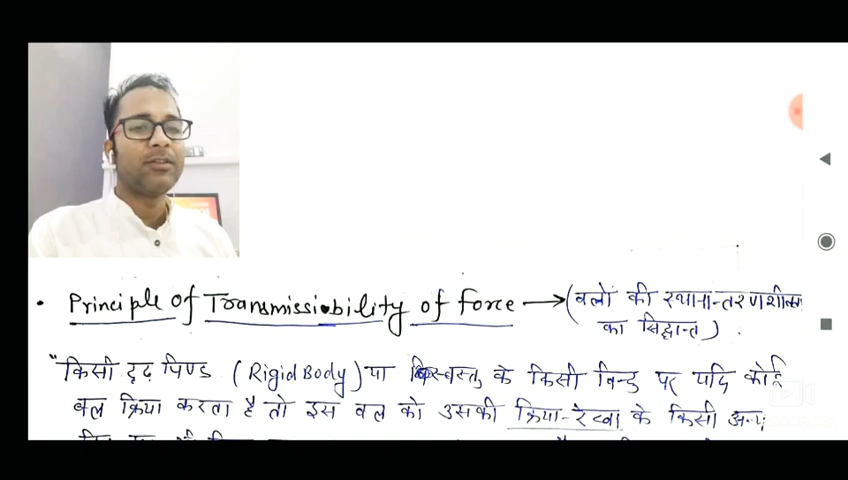 • Principle of Transmissibility of force → (बलों की स्थानान्तरणशीलता
का सिद्धान्त).
"किसी दृढ़ पिण्ड (Rigid Body) या वस्तु के किसी बिन्दु पर यदि कोई
बल क्रिया करता है तो इस बल को उसकी क्रिया-रेखा के किसी अन्य